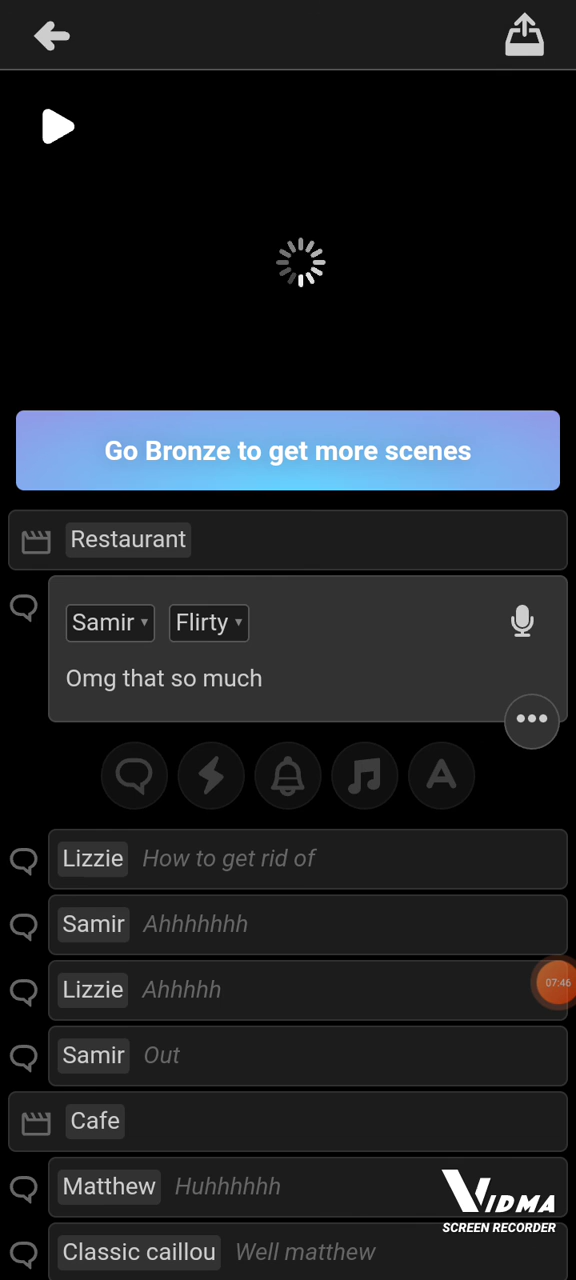 Go Bronze to get more scenes
Restaurant
Samir Flirty
Omg that so much
Lizzie How to get rid of
Samir Ahhhhhhh
Lizzie Ahhhhh
07:46
Samir Out
Cafe
Matthew Huhhhhhh
VIDMA
SCREEN RECORDER
Classic caillou Well matthew